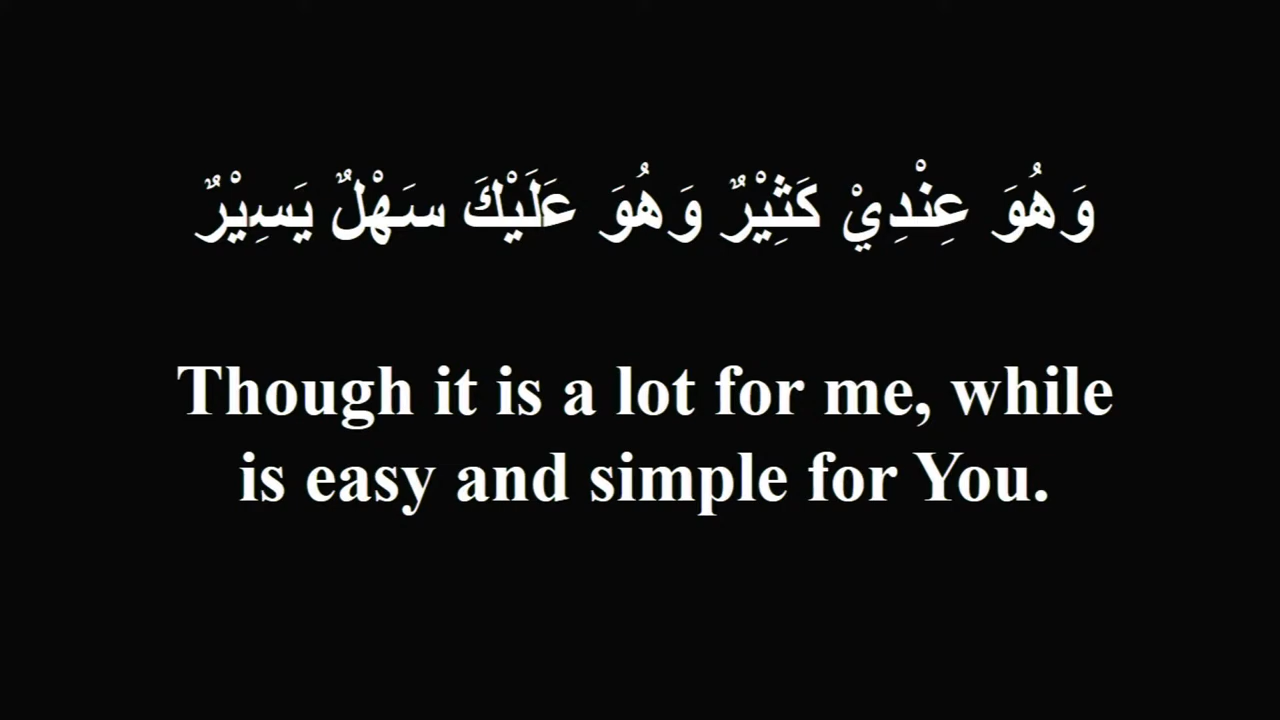 وَهُوَ عِنْدِيْ كَثِيْرٌ وَهُوَ عَلَيْكَ سَهْلٌ يَسِيْرٌ
Though it is a lot for me, while
is easy and simple for You.